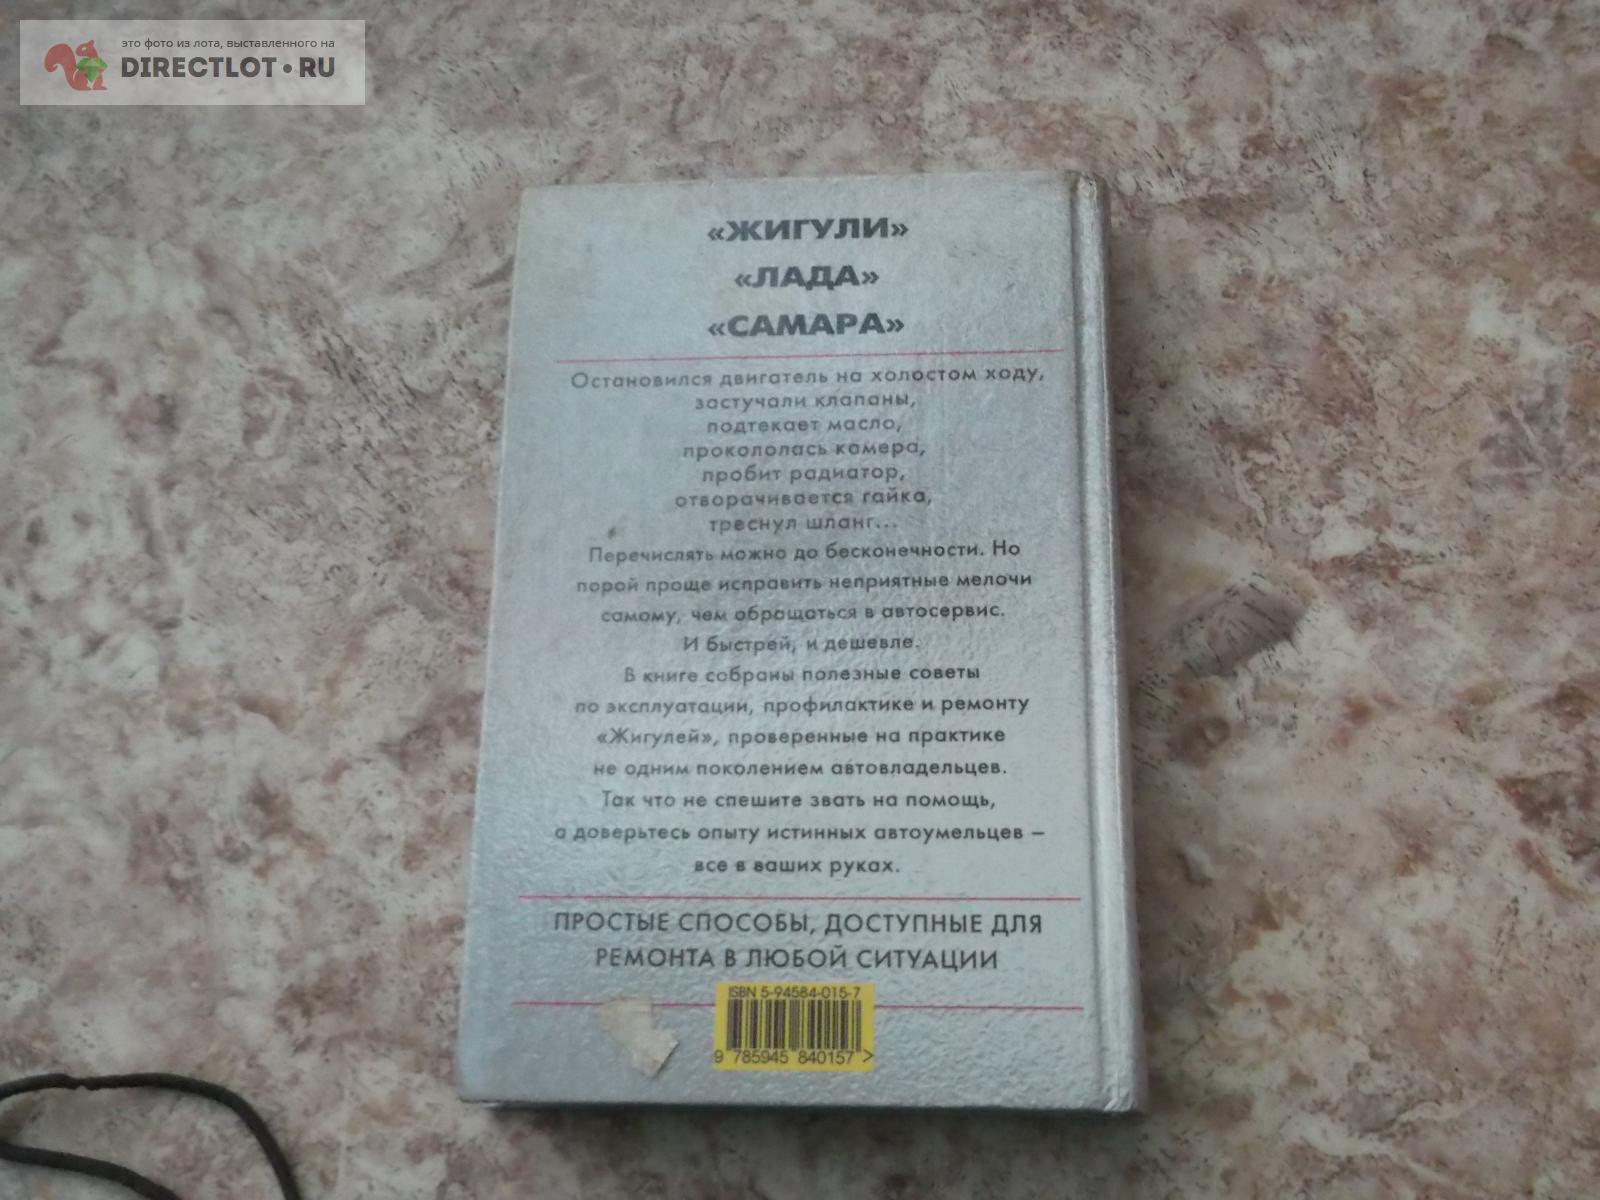 это фото из лота, выставленного на
DIRECTLOT•RU
«ЖИГУЛИ»
«ЛАДА»
«САМАРА»
Остановился двигатель на холостом ходу,
застучали клапаны,
подтекает масло,
прокололась камера,
пробит радиатор,
отворачивается гайка,
треснул шланг...
Перечислять можно до бесконечности. Но
порой проще исправить неприятные мелочи
самому, чем обращаться в автосервис.
И быстрей, и дешевле.
В книге собраны полезные советы
по эксплуатации, профилактике и ремонту
«Жигулей», проверенные на практике
не одним поколением автовладельцев.
Так что не спешите звать на помощь,
а доверьтесь опыту истинных автоумельцев –
все в ваших руках.
ПРОСТЫЕ СПОСОБЫ, ДОСТУПНЫЕ ДЛЯ
РЕМОНТА В ЛЮБОЙ СИТУАЦИИ
ISBN 5-94584-015-7
9 785945 840157 >